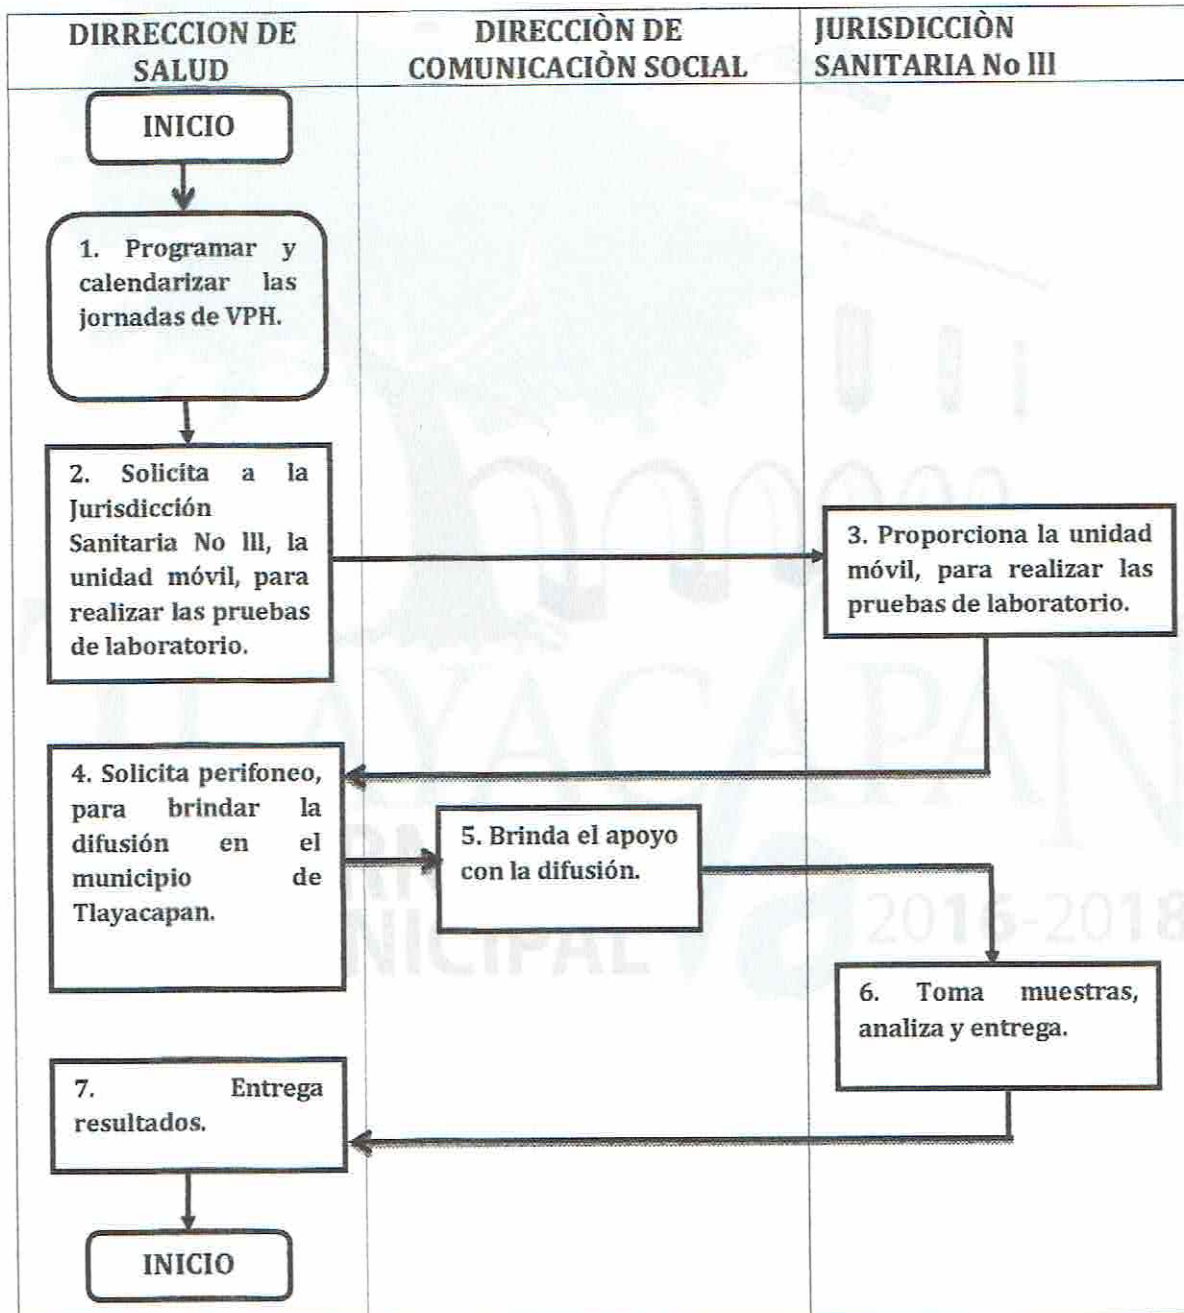 DIRRECCION DE
SALUD
DIRECCIÒN DE
COMUNICACIÒN SOCIAL
JURISDICCIÒN
SANITARIA No lll
INICIO
1. Programar y
calendarizar las
jornadas de VPH.
2. Solicita a la
Jurisdicción
Sanitaria No lll, la
unidad móvil, para
realizar las pruebas
de laboratorio.
3. Proporciona la unidad
móvil, para realizar las
pruebas de laboratorio.
4. Solicita perifoneo,
para brindar la
difusión en el
municipio de
Tlayacapan.
5. Brinda el apoyo
con la difusión.
6. Toma muestras,
analiza y entrega.
7. Entrega
resultados.
INICIO
TLAYACAPAN
2016-2018